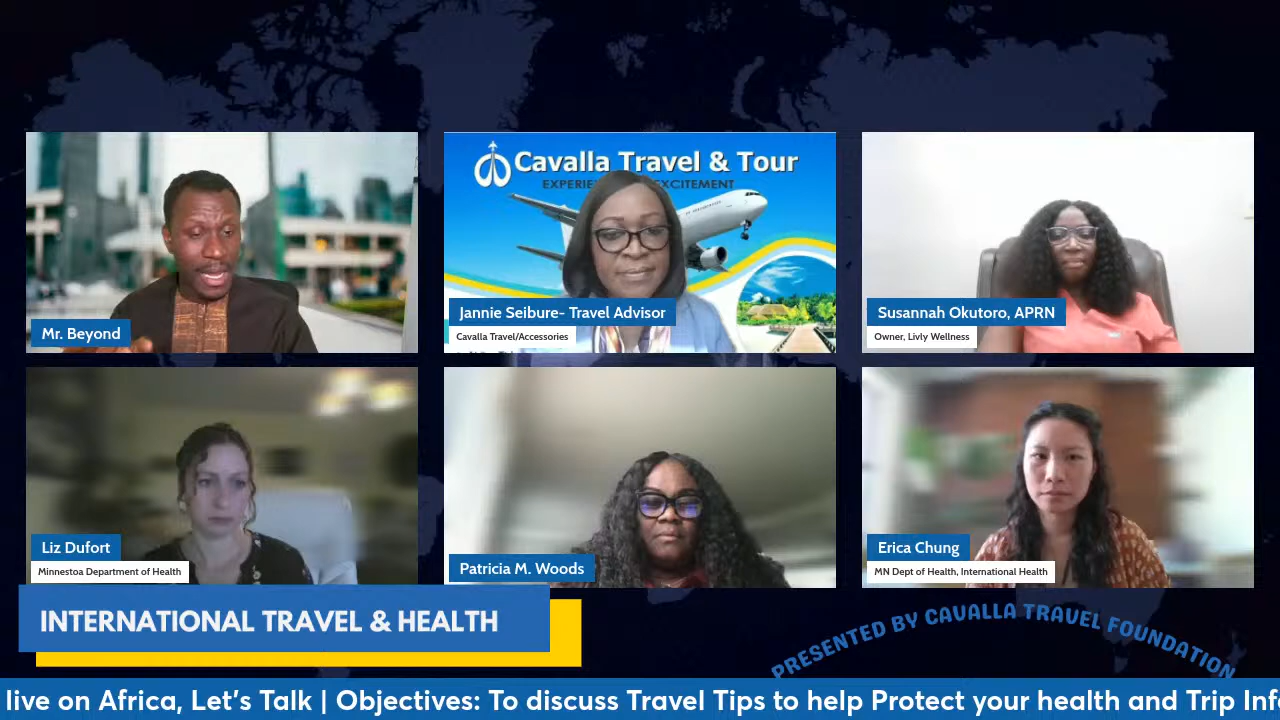 Cavalla Travel & Tour
EXCITEMENT
Mr. Beyond
Jannie Seibure- Travel Advisor
Cavalla Travel/Accessories
Susannah Okutoro, APRN
Owner, Livly Wellness
Liz Dufort
Minnestoa Department of Health
Patricia M. Woods
Erica Chung
MN Dept of Health, International Health
INTERNATIONAL TRAVEL & HEALTH
PRESENTED BY CAVALLA TRAVEL FOUNDATION
live on Africa, Let's Talk | Objectives: To discuss Travel Tips to help Protect your health and Trip